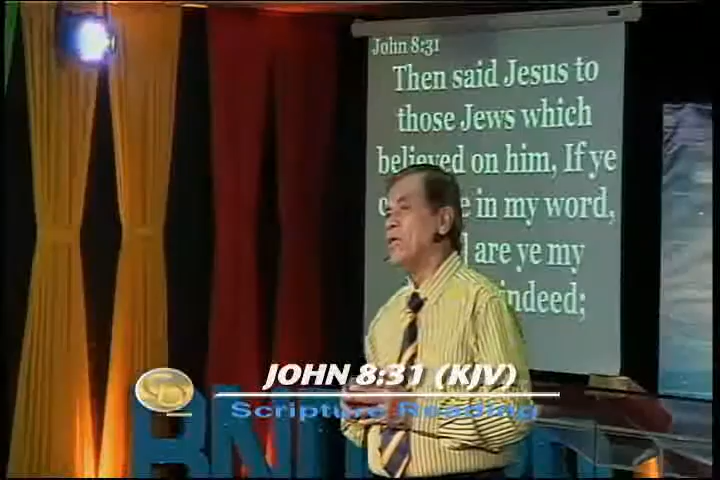 John 8:31
Then said Jesus to
those Jews which
believed on him, If ye
in my word,
are ye my
indeed;
JOHN 8:31 (KJV)
Scripture Reading